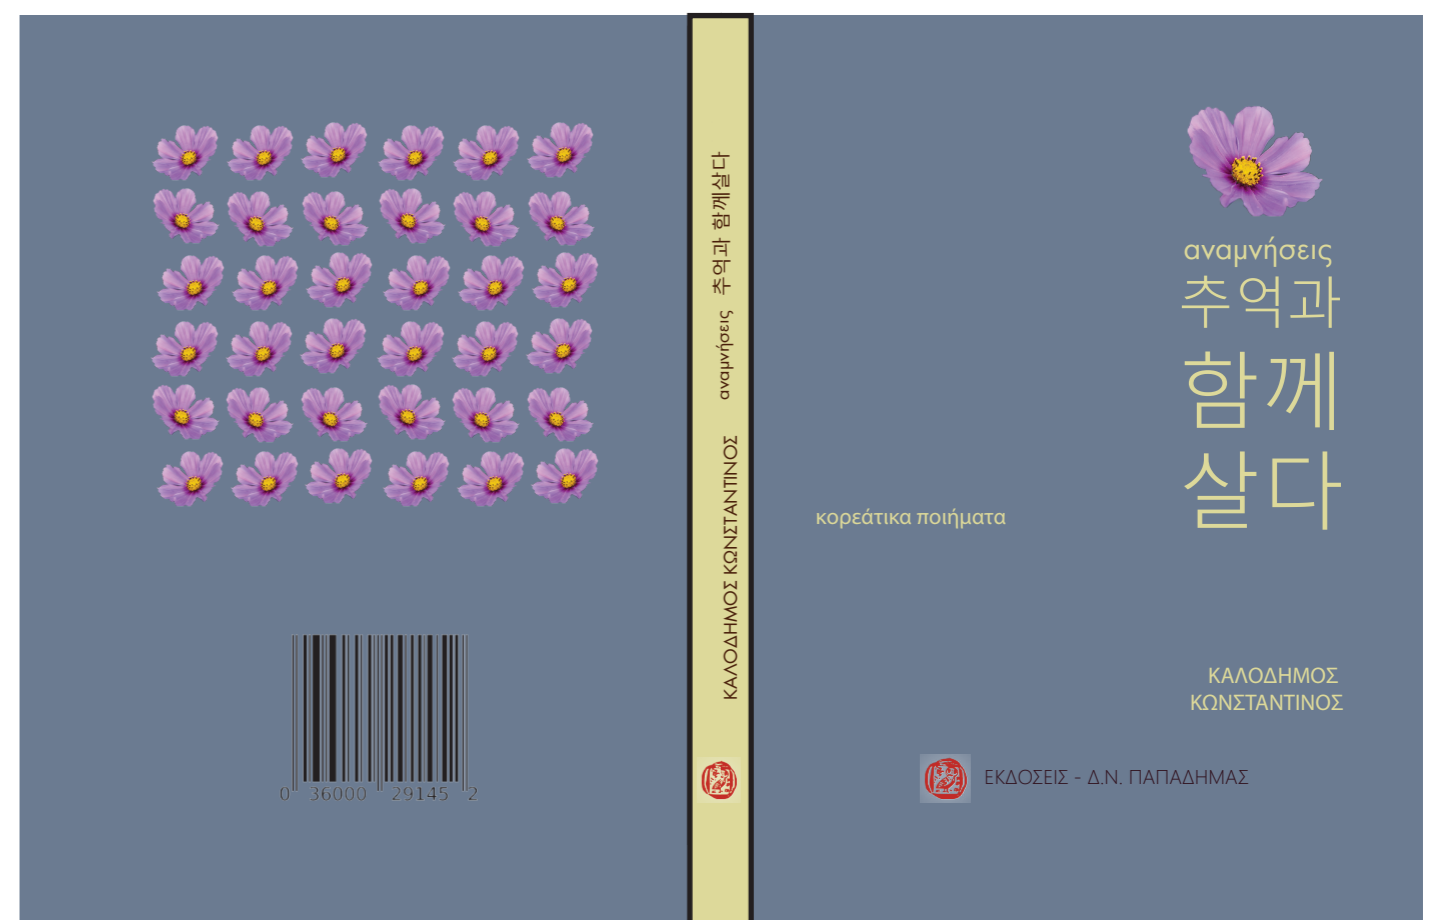 0 36000 29145 2
추억과 함께살다
αναμνήσεις
ΚΑΛΟΔΗΜΟΣ ΚΩΝΣΤΑΝΤΙΝΟΣ
αναμνήσεις
추억과
함께
살다
κορεάτικα ποιήματα
ΚΑΛΟΔΗΜΟΣ
ΚΩΝΣΤΑΝΤΙΝΟΣ
ΕΚΔΟΣΕΙΣ - Δ.Ν. ΠΑΠΑΔΗΜΑΣ